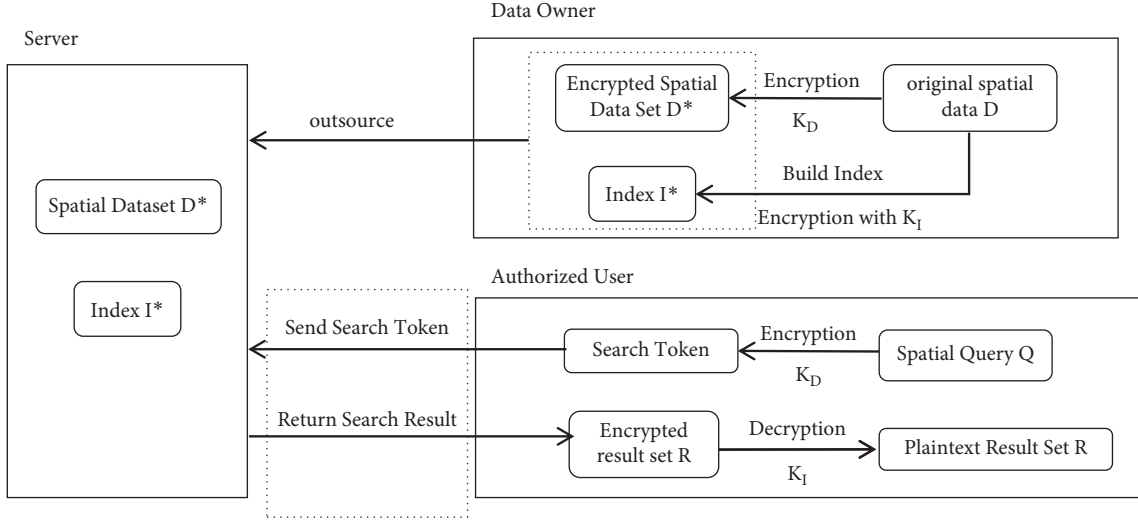 Data Owner
Server
Encrypted Spatial
Data Set D*
Encryption
K_D
original spatial
data D
outsource
Build Index
Index I*
Encryption with K_I
Spatial Dataset D*
Index I*
Authorized User
Send Search Token
Search Token
Encryption
K_D
Spatial Query Q
Return Search Result
Encrypted
result set R
Decryption
K_I
Plaintext Result Set R